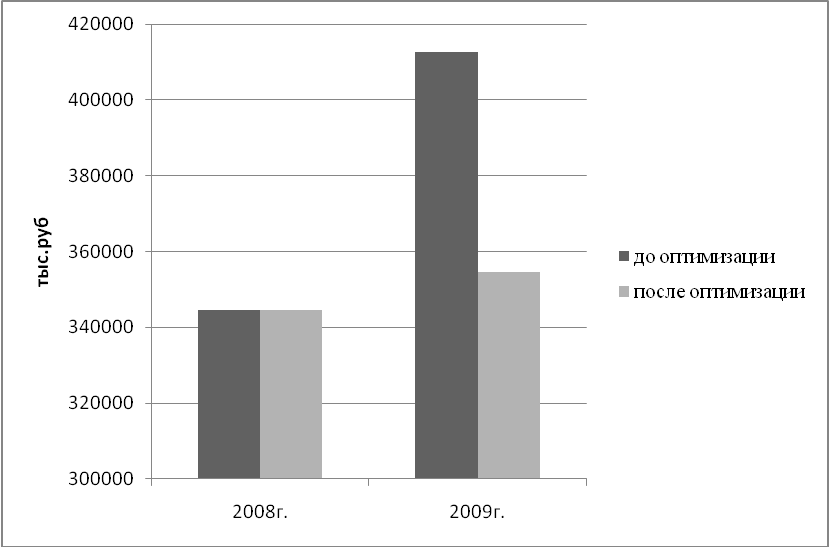 420000
400000
380000
360000
340000
320000
300000
тыс.руб
2008г.
2009г.
до оптимизации
после оптимизации